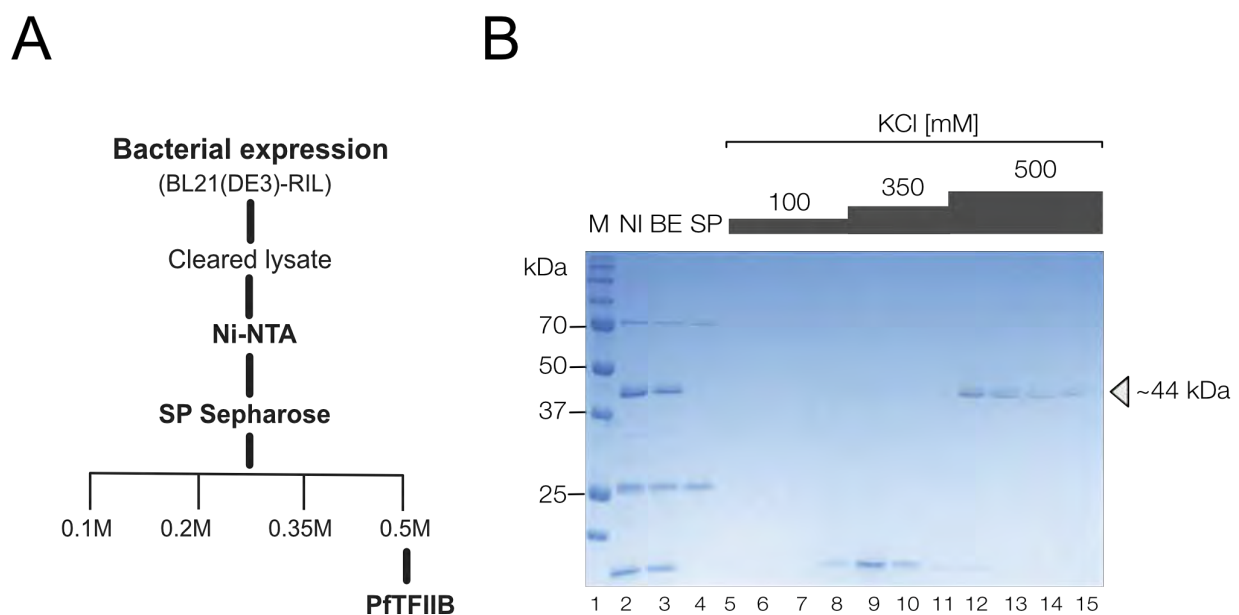 A
Bacterial expression
(BL21(DE3)-RIL)
Cleared lysate
Ni-NTA
SP Sepharose
0.1M 0.2M 0.35M 0.5M
PfTFIIB
B
KCl [mM]
100 350 500
M NI BE SP
kDa
70
50
37
25
~44 kDa
1 2 3 4 5 6 7 8 9 10 11 12 13 14 15